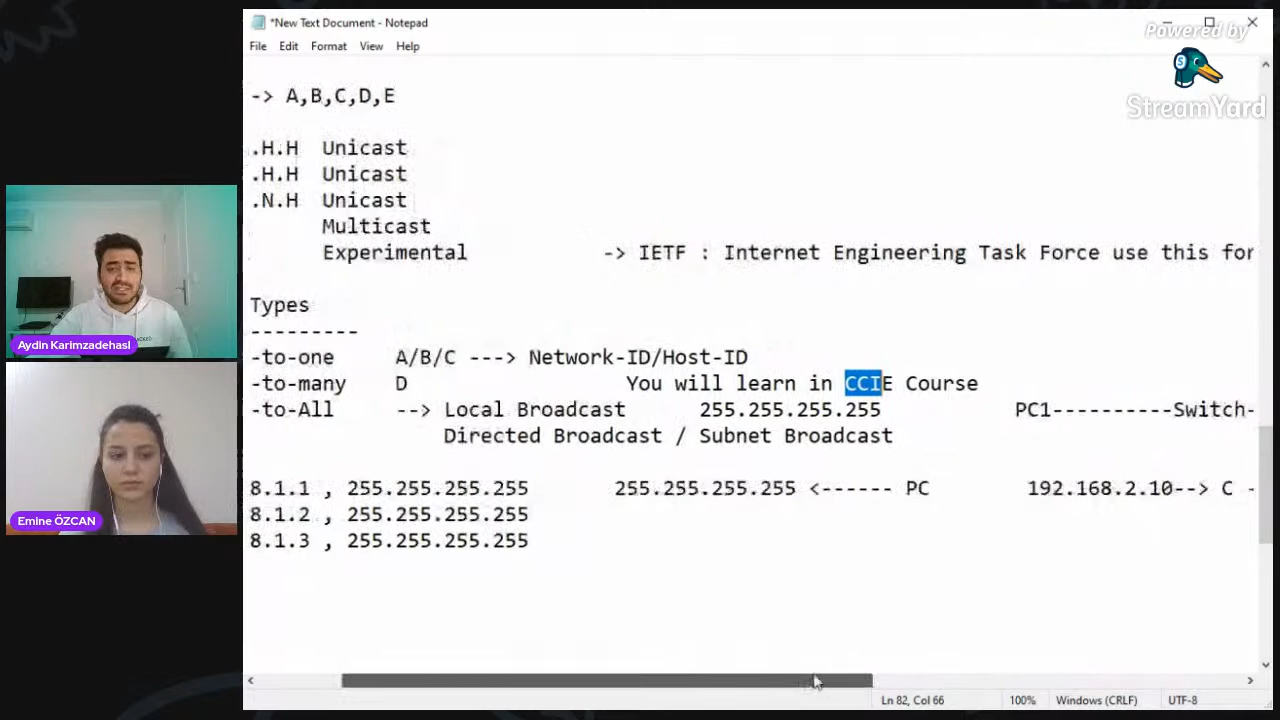 *New Text Document - Notepad
File Edit Format View Help
Powered by
StreamYard
-> A,B,C,D,E
.H.H Unicast
.H.H Unicast
.N.H Unicast
Multicast
Experimental -> IETF : Internet Engineering Task Force use this for
Types
---------
-to-one A/B/C ---> Network-ID/Host-ID
-to-many D You will learn in CCIE Course
-to-All --> Local Broadcast 255.255.255.255 PC1----------Switch-
Directed Broadcast / Subnet Broadcast
8.1.1 , 255.255.255.255 255.255.255.255 <------ PC 192.168.2.10--> C -
8.1.2 , 255.255.255.255
8.1.3 , 255.255.255.255
Ln 82, Col 66 100% Windows (CRLF) UTF-8
Aydin Karimzadehasl
Emine ÖZCAN